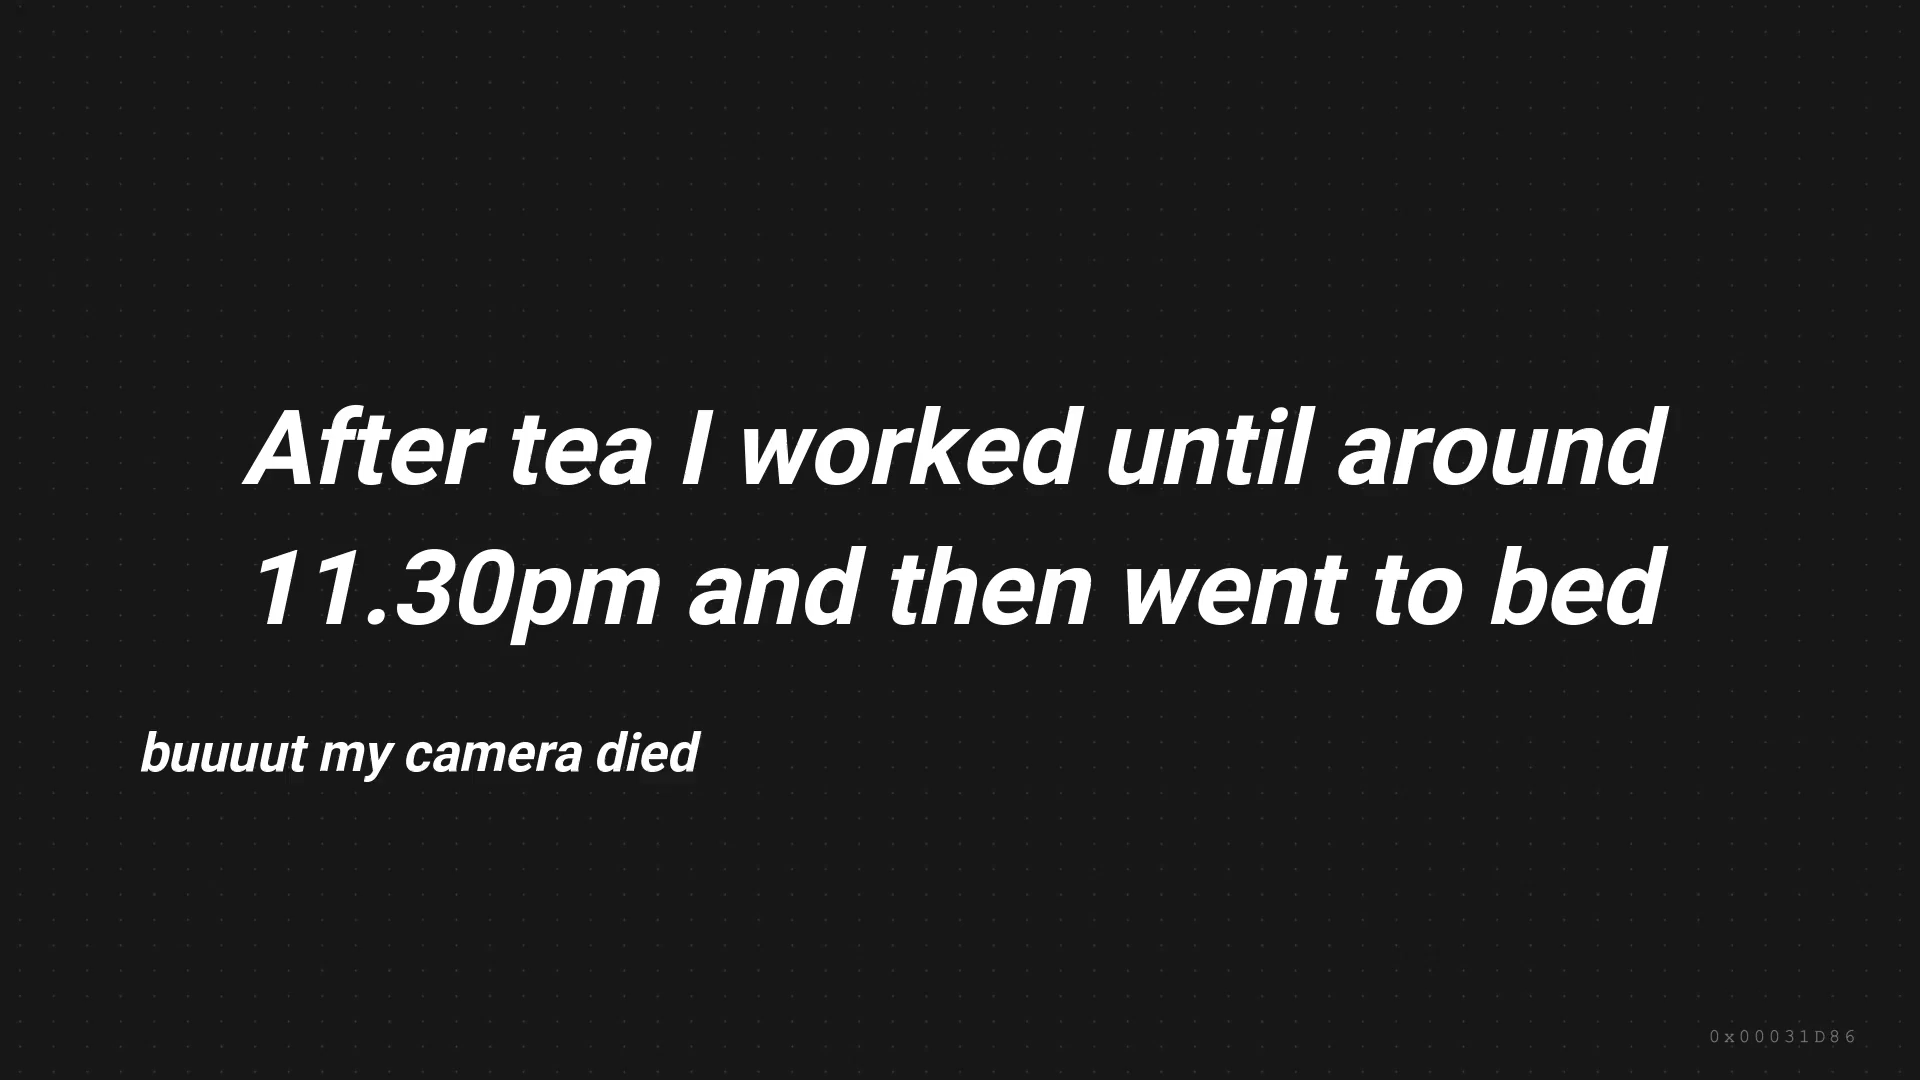 After tea I worked until around
11.30pm and then went to bed
buuuut my camera died
0x00031D86